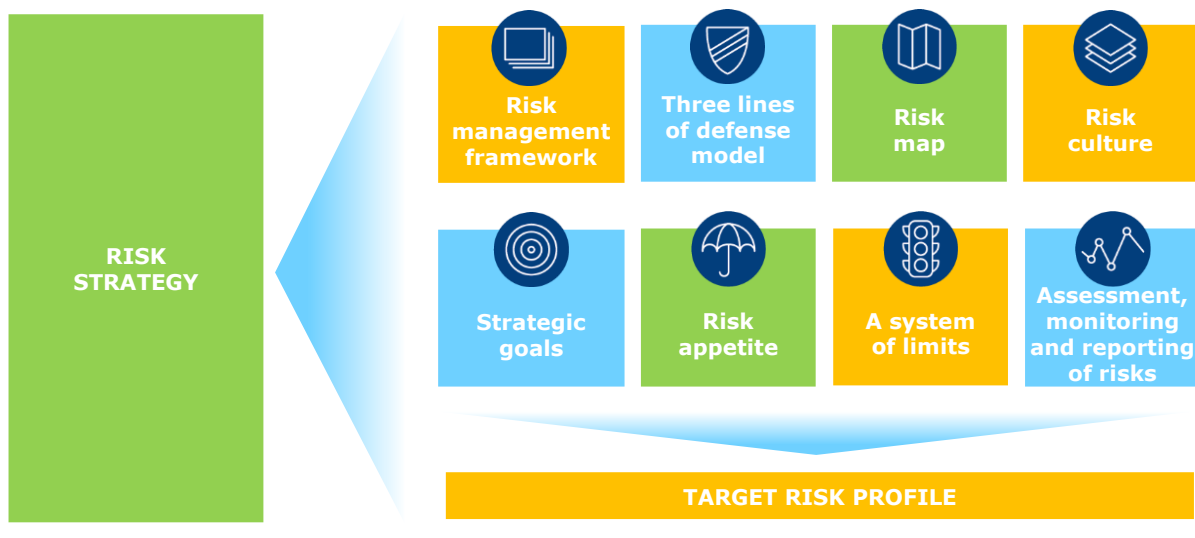 RISK
STRATEGY
Risk
management
framework
Three lines
of defense
model
Risk
map
Risk
culture
Strategic
goals
Risk
appetite
A system
of limits
Assessment,
monitoring
and reporting
of risks
TARGET RISK PROFILE